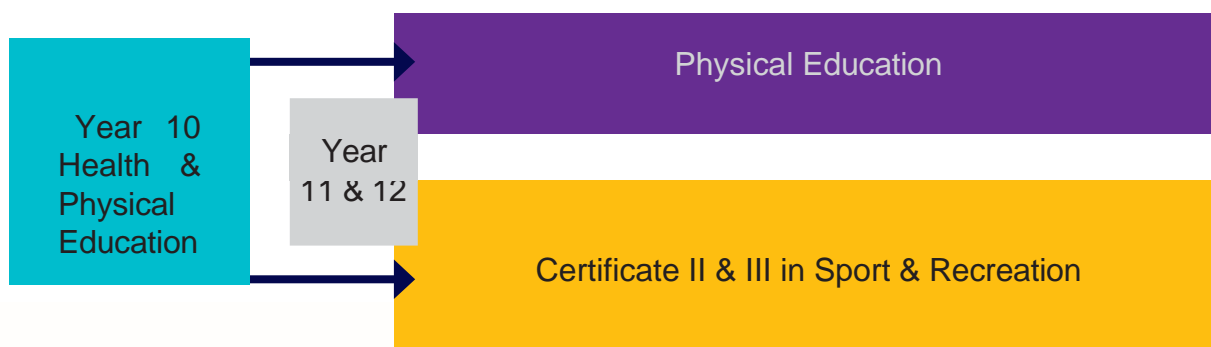 Physical Education
Year 10
Health &
Physical
Education
Year
11 & 12
Certificate II & III in Sport & Recreation